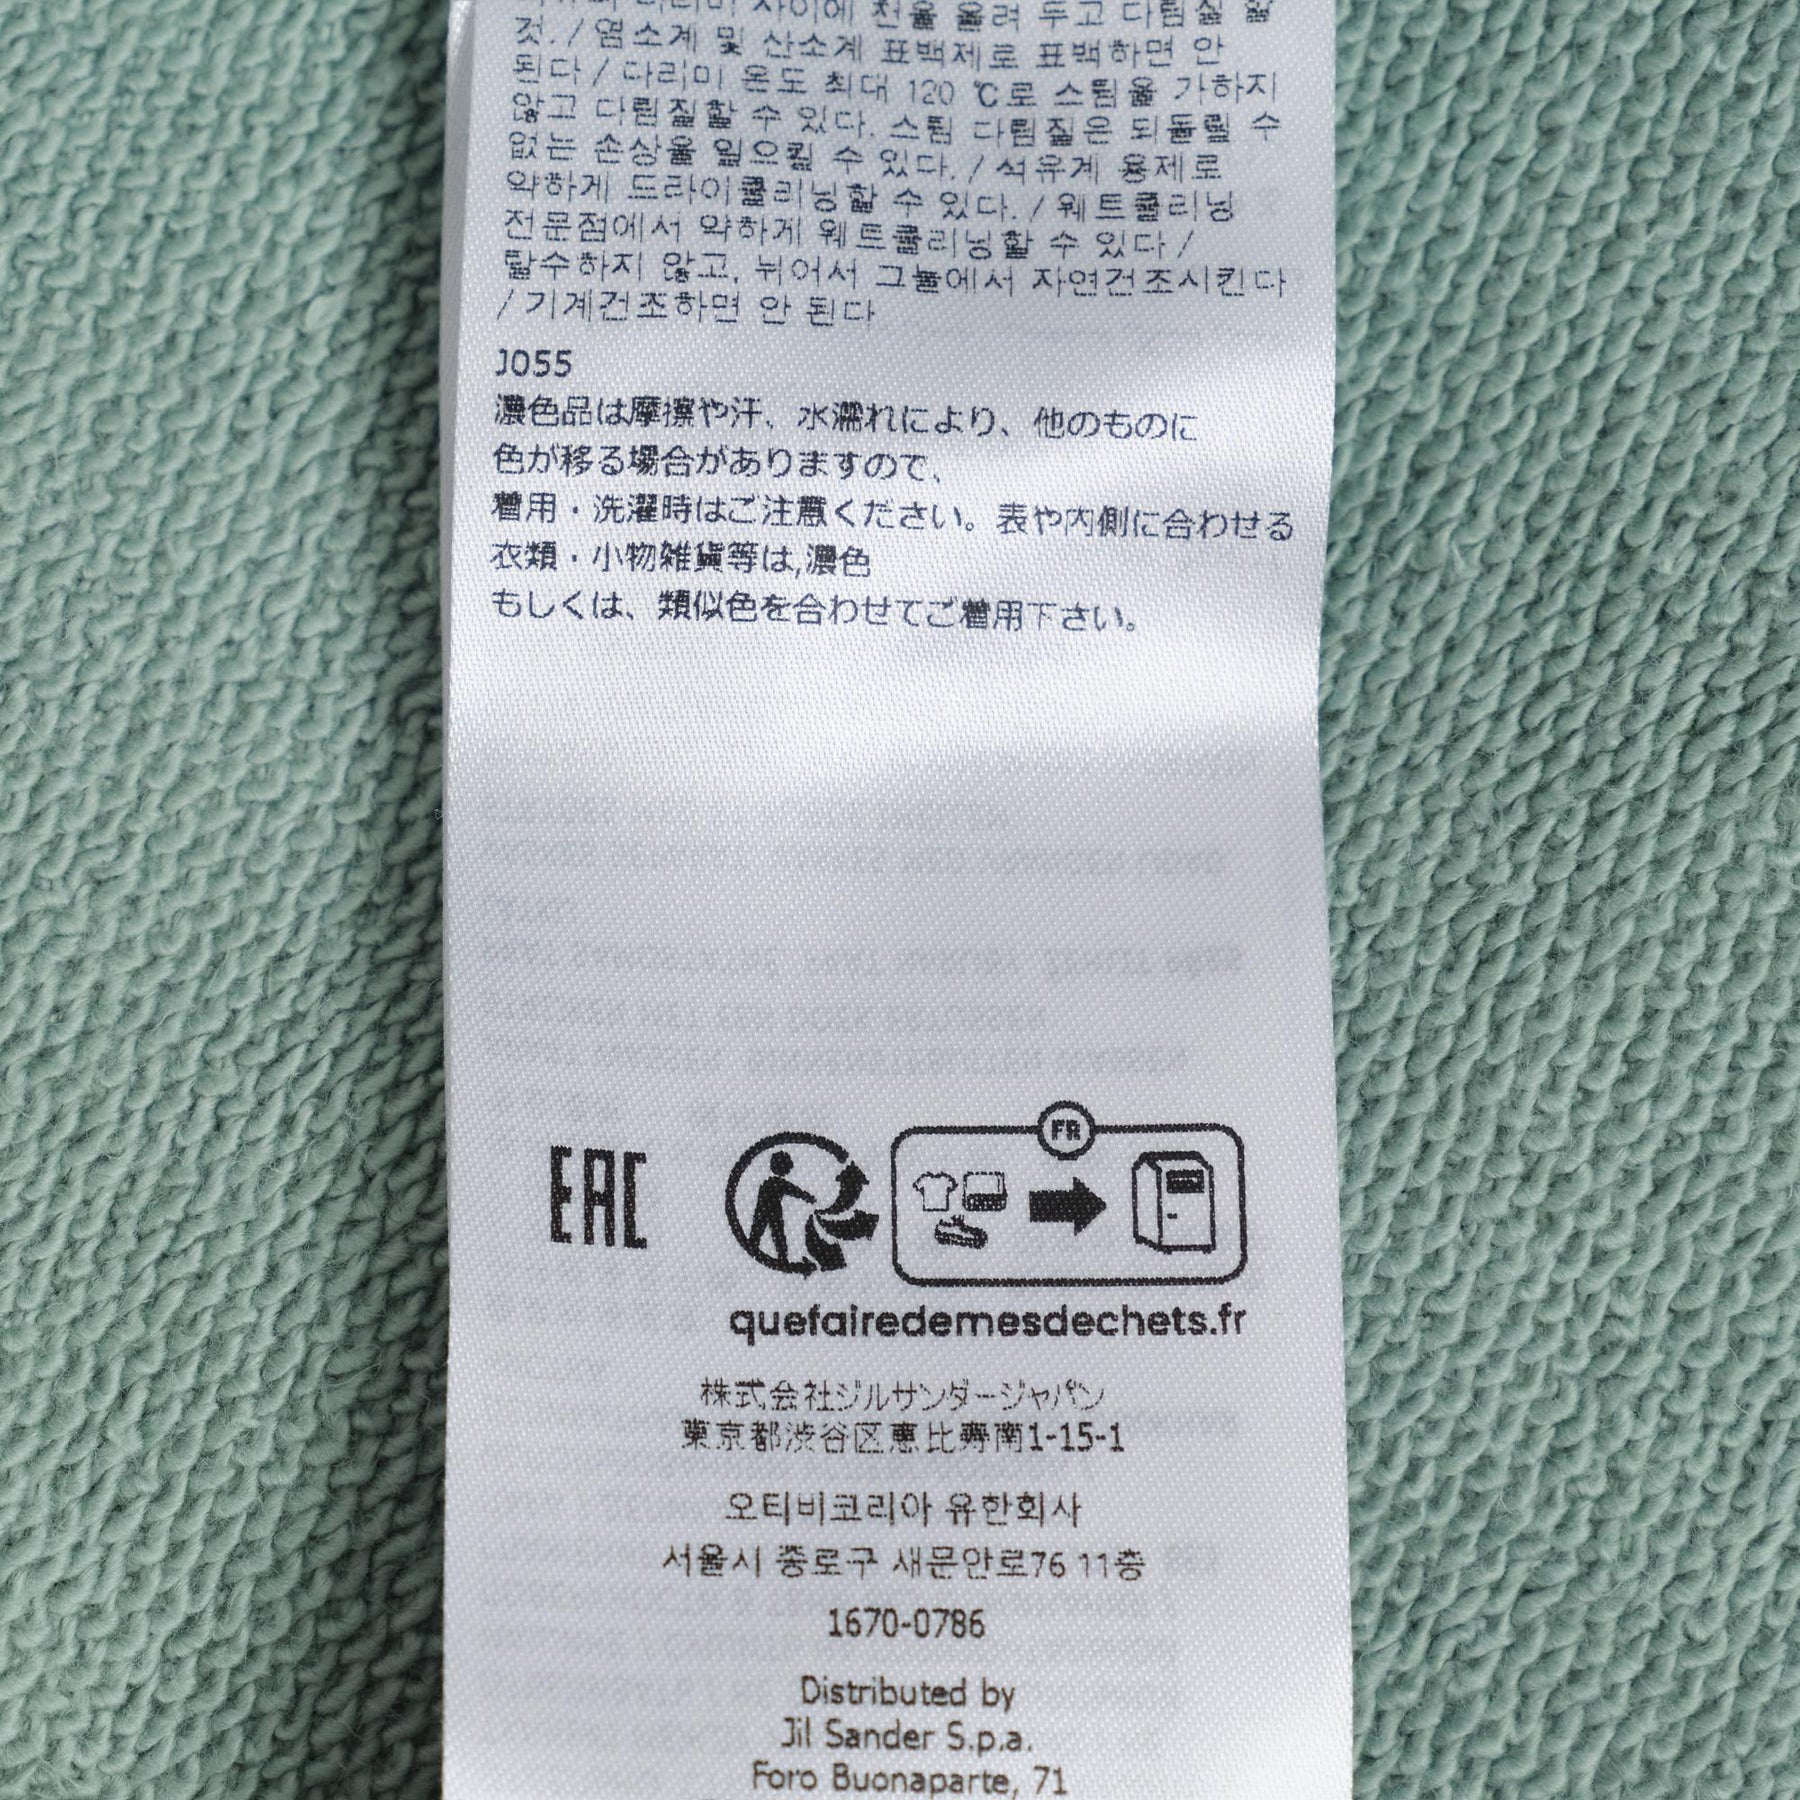 것. / 염소계 및 산소계 표백제로 표백하면 안
된다 / 다리미 온도 최대 120 ℃로 스팀을 가하지
않고 다림질할 수 있다. 스팀 다림질은 되돌릴 수
없는 손상을 일으킬 수 있다. / 석유계 용제로
약하게 드라이클리닝할 수 있다. / 웨트클리닝
전문점에서 약하게 웨트클리닝할 수 있다 /
탈수하지 않고, 뉘어서 그늘에서 자연건조시킨다
/ 기계건조하면 안 된다
J055
濃色品は摩擦や汗、水濡れにより、他のものに
色が移る場合がありますので、
着用・洗濯時はご注意ください。表や内側に合わせる
衣類・小物雑貨等は,濃色
もしくは、類似色を合わせてご着用下さい。
EAC
FR
quefairedemesdechets.fr
株式会社ジルサンダージャパン
東京都渋谷区恵比寿南1-15-1
오티비코리아 유한회사
서울시 종로구 새문안로76 11층
1670-0786
Distributed by
Jil Sander S.p.a.
Foro Buonaparte, 71